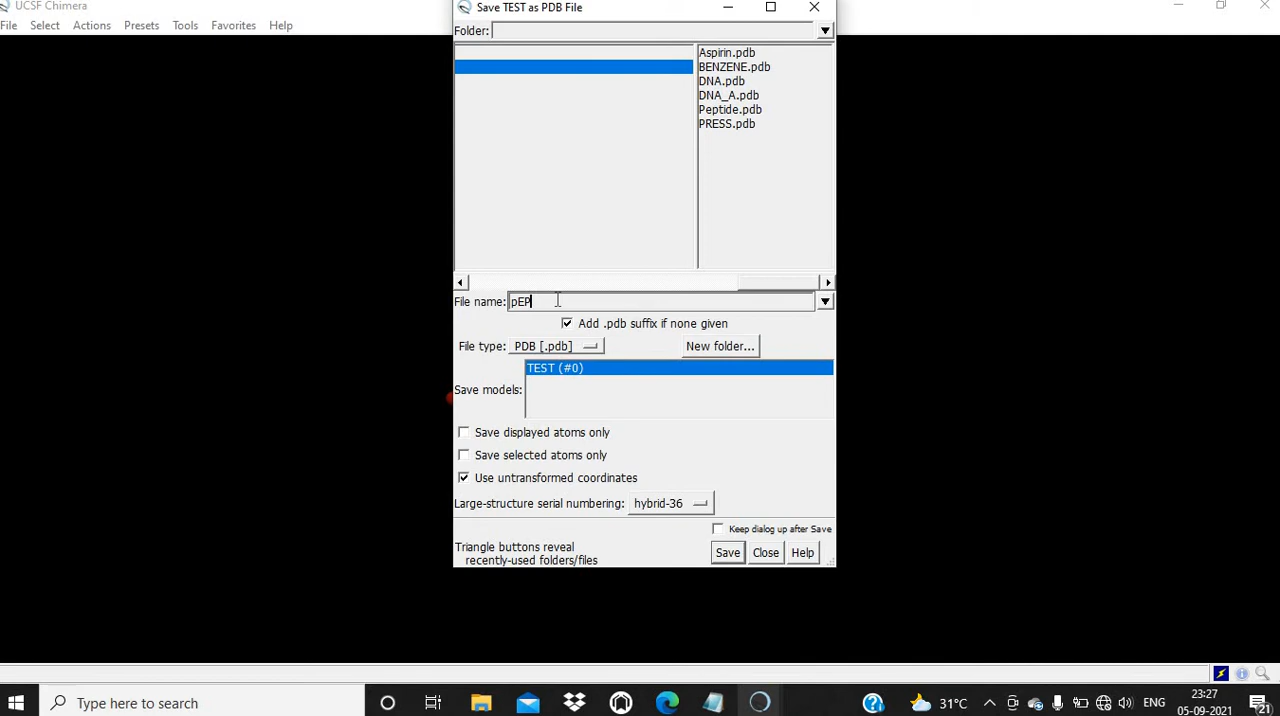 UCSF Chimera
File Select Actions Presets Tools Favorites Help
Save TEST as PDB File
Folder:
Aspirin.pdb
BENZENE.pdb
DNA.pdb
DNA_A.pdb
Peptide.pdb
PRESS.pdb
File name: pEP
Add .pdb suffix if none given
File type: PDB [.pdb] New folder...
TEST (#0)
Save models:
Save displayed atoms only
Save selected atoms only
Use untransformed coordinates
Large-structure serial numbering: hybrid-36
Keep dialog up after Save
Triangle buttons reveal
recently-used folders/files
Save Close Help
Type here to search
31°C
ENG
23:27
05-09-2021
21